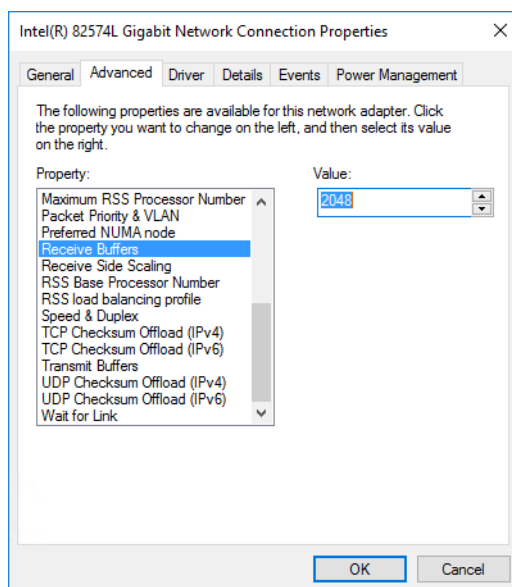 Intel(R) 82574L Gigabit Network Connection Properties
General Advanced Driver Details Events Power Management
The following properties are available for this network adapter. Click
the property you want to change on the left, and then select its value
on the right.
Property:
Value:
Maximum RSS Processor Number
Packet Priority & VLAN
Preferred NUMA node
Receive Buffers
Receive Side Scaling
RSS Base Processor Number
RSS load balancing profile
Speed & Duplex
TCP Checksum Offload (IPv4)
TCP Checksum Offload (IPv6)
Transmit Buffers
UDP Checksum Offload (IPv4)
UDP Checksum Offload (IPv6)
Wait for Link
2048
OK Cancel